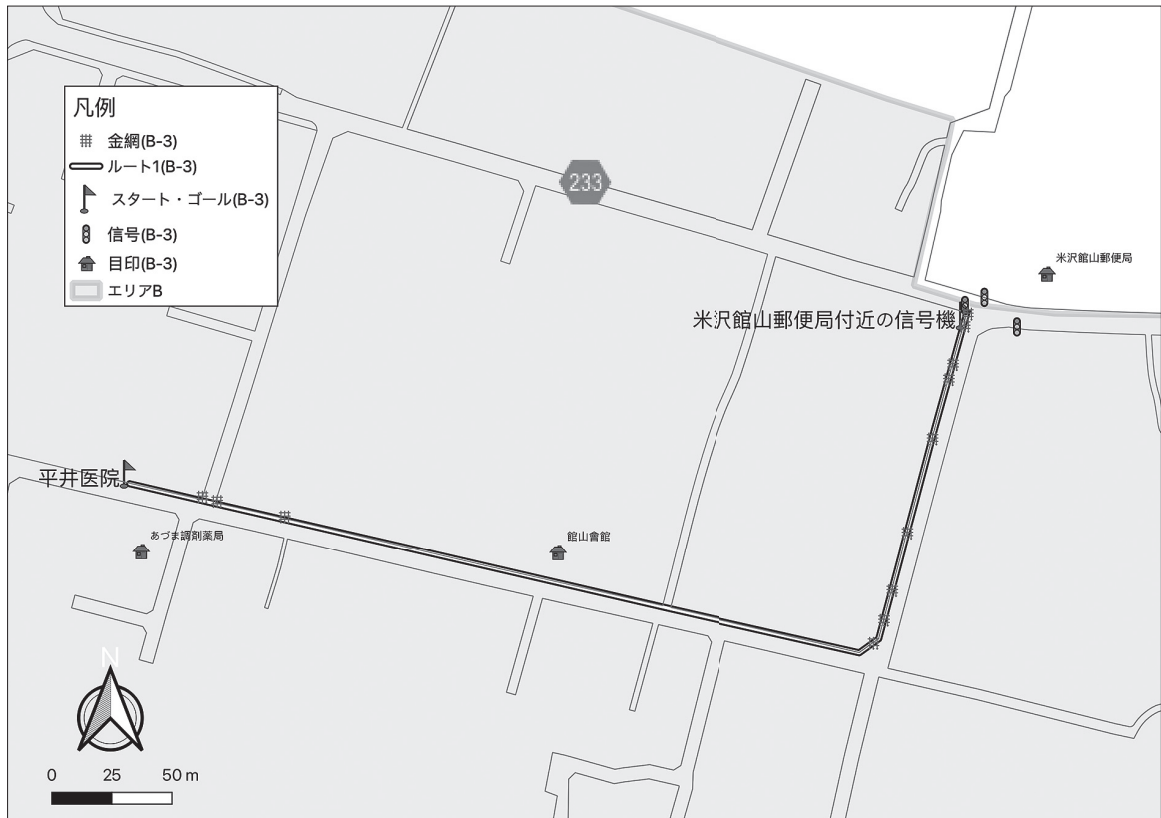 凡例
金網(B-3)
ルート1(B-3)
スタート・ゴール(B-3)
信号(B-3)
目印(B-3)
エリアB
233
米沢館山郵便局
米沢館山郵便局付近の信号機
平井医院
あづま調剤薬局
館山會館
N
0 25 50 m